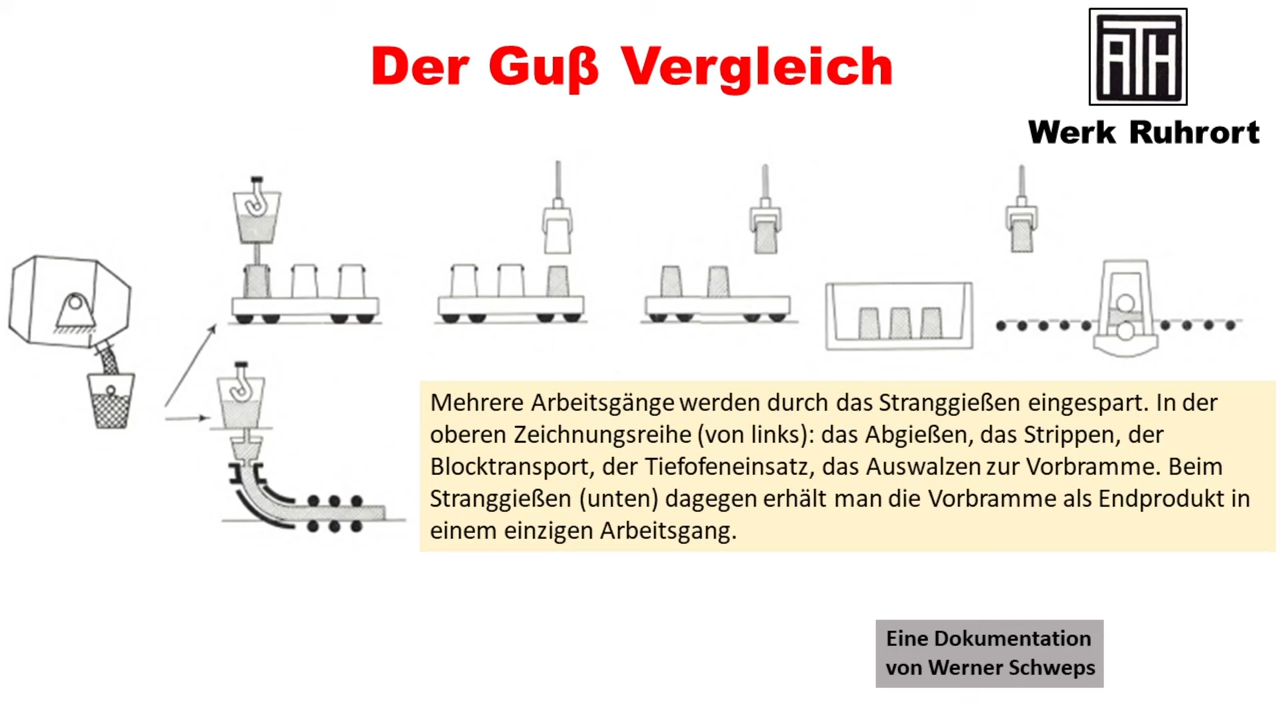 Der Guß Vergleich
ATH
Werk Ruhrort
Mehrere Arbeitsgänge werden durch das Stranggießen eingespart. In der
oberen Zeichnungsreihe (von links): das Abgießen, das Strippen, der
Blocktransport, der Tiefofeneinsatz, das Auswalzen zur Vorbramme. Beim
Stranggießen (unten) dagegen erhält man die Vorbramme als Endprodukt in
einem einzigen Arbeitsgang.
Eine Dokumentation
von Werner Schweps